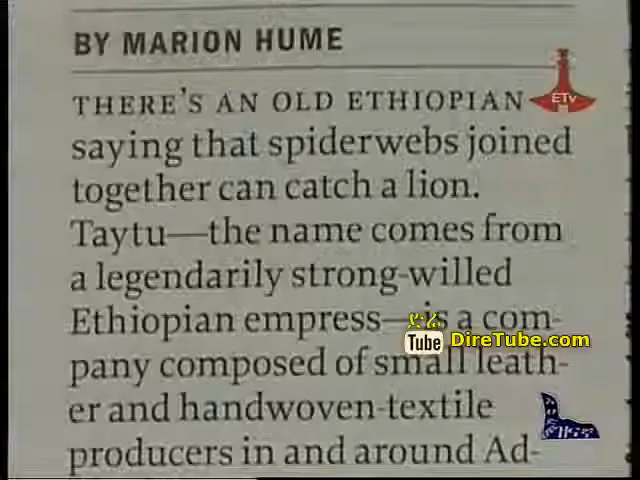 BY MARION HUME
THERE'S AN OLD ETHIOPIAN
ETv
saying that spiderwebs joined
together can catch a lion.
Taytu—the name comes from
a legendarily strong-willed
Ethiopian empress—is a com-
ድሬ
Tube DireTube.com
pany composed of small leath-
er and handwoven-textile
producers in and around Ad-